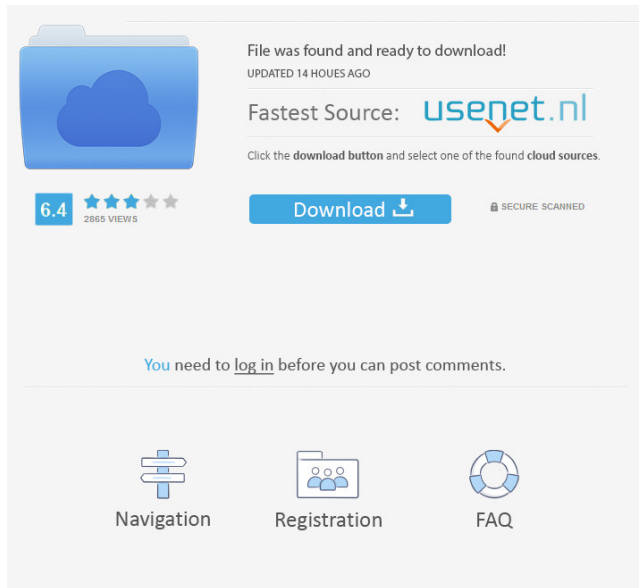 File was found and ready to download!
UPDATED 14 HOUES AGO
Fastest Source: usenet.nl
Click the download button and select one of the found cloud sources.
6.4
2865 VIEWS
Download
SECURE SCANNED
You need to log in before you can post comments.
Navigation
Registration
FAQ